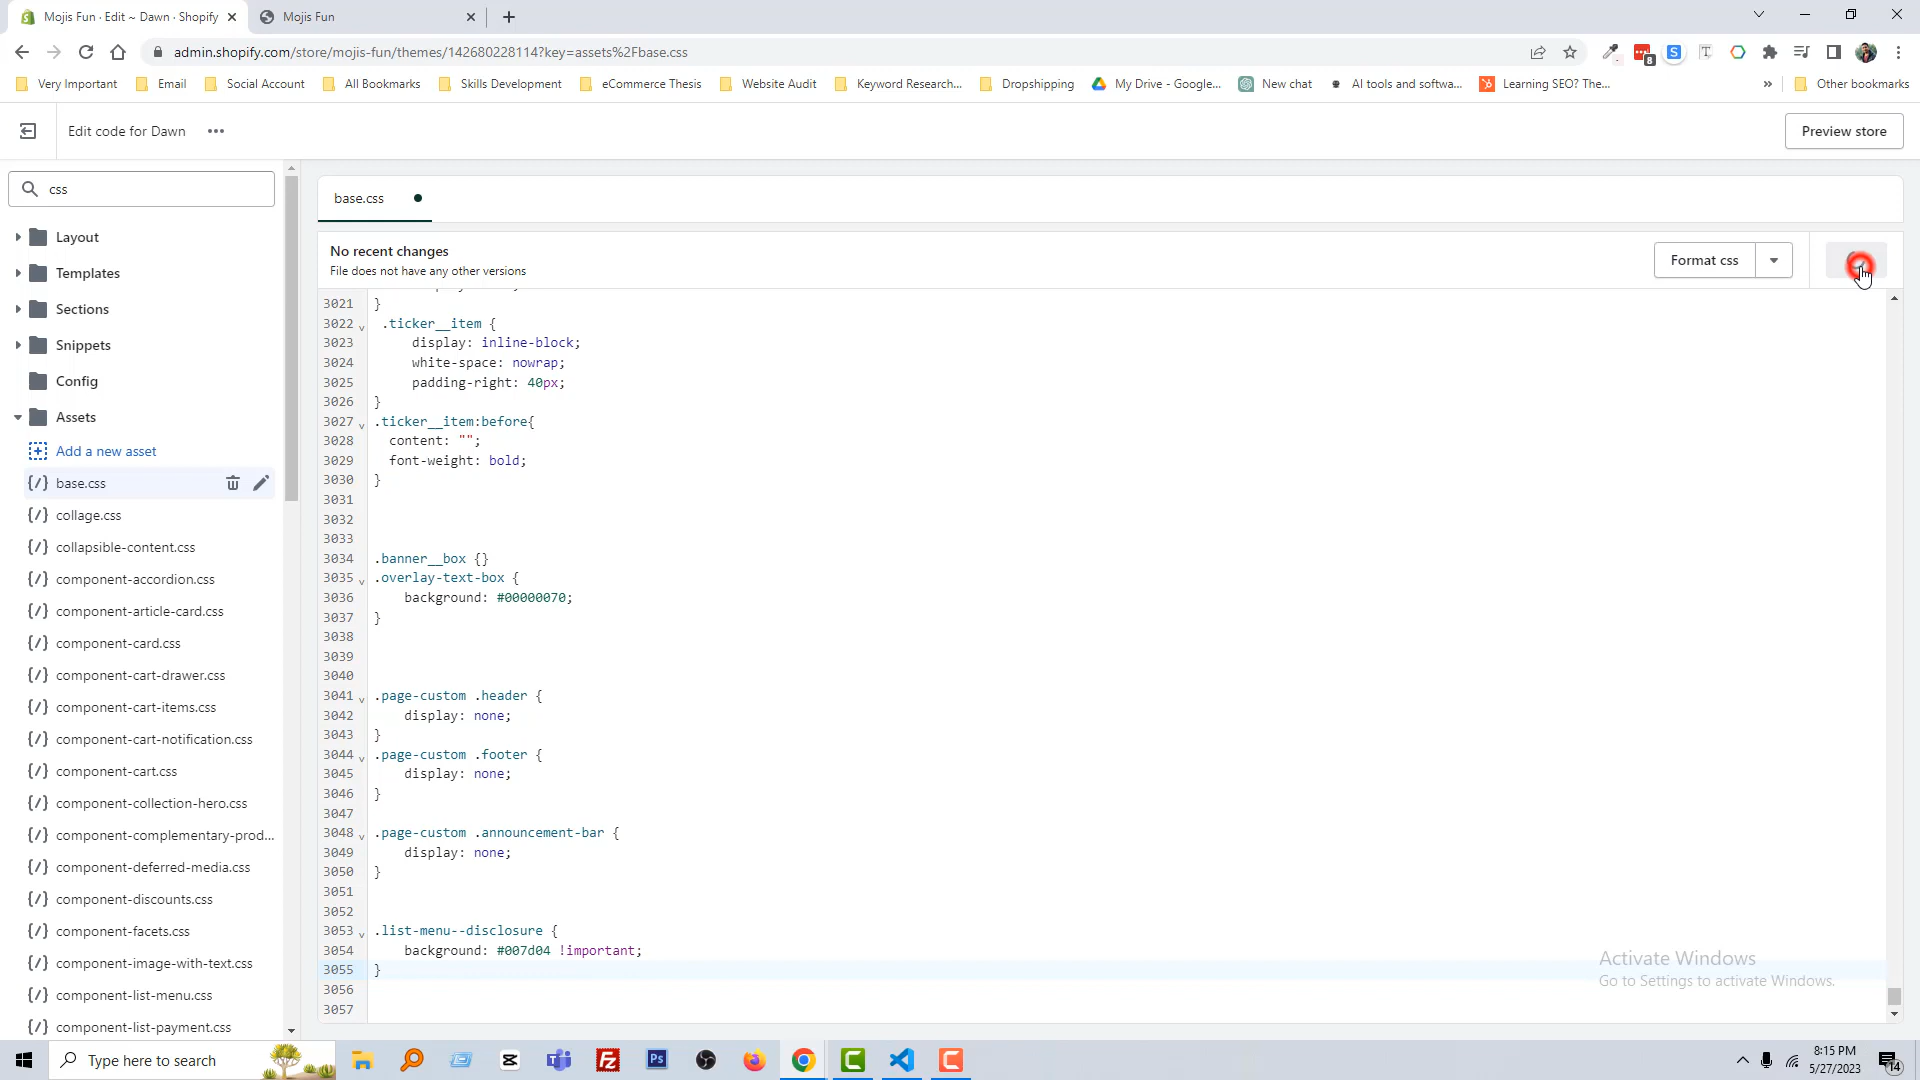 Mojis Fun · Edit ~ Dawn · Shopify
Mojis Fun
admin.shopify.com/store/mojis-fun/themes/142680228114?key=assets%2Fbase.css
8
Very Important
Email
Social Account
All Bookmarks
Skills Development
eCommerce Thesis
Website Audit
Keyword Research...
Dropshipping
My Drive - Google...
New chat
AI tools and softwa...
Learning SEO? The...
»
Other bookmarks
Edit code for Dawn
Preview store
css
Layout
Templates
Sections
Snippets
Config
Assets
Add a new asset
{/} base.css
{/} collage.css
{/} collapsible-content.css
{/} component-accordion.css
{/} component-article-card.css
{/} component-card.css
{/} component-cart-drawer.css
{/} component-cart-items.css
{/} component-cart-notification.css
{/} component-cart.css
{/} component-collection-hero.css
{/} component-complementary-prod...
{/} component-deferred-media.css
{/} component-discounts.css
{/} component-facets.css
{/} component-image-with-text.css
{/} component-list-menu.css
{/} component-list-payment.css
base.css
No recent changes
File does not have any other versions
Format css
3021 }
3022 .ticker__item {
3023 display: inline-block;
3024 white-space: nowrap;
3025 padding-right: 40px;
3026 }
3027 .ticker__item:before{
3028 content: "";
3029 font-weight: bold;
3030 }
3031
3032
3033
3034 .banner__box {}
3035 .overlay-text-box {
3036 background: #00000070;
3037 }
3038
3039
3040
3041 .page-custom .header {
3042 display: none;
3043 }
3044 .page-custom .footer {
3045 display: none;
3046 }
3047
3048 .page-custom .announcement-bar {
3049 display: none;
3050 }
3051
3052
3053 .list-menu--disclosure {
3054 background: #007d04 !important;
3055 }
3056
3057
Activate Windows
Go to Settings to activate Windows.
Type here to search
8:15 PM
5/27/2023
14